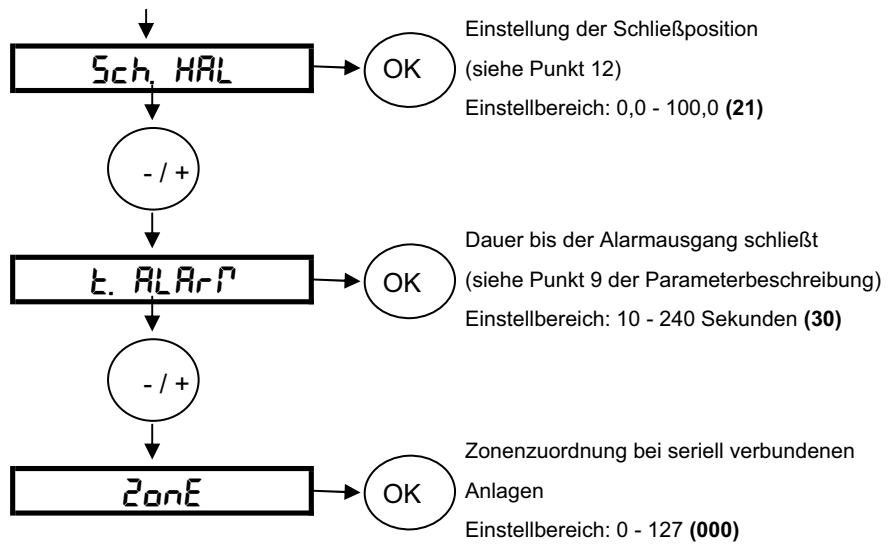 Einstellung der Schließposition
Sch. HAL
OK
(siehe Punkt 12)
Einstellbereich: 0,0 - 100,0 (21)
- / +
Dauer bis der Alarmausgang schließt
t. ALArM
OK
(siehe Punkt 9 der Parameterbeschreibung)
Einstellbereich: 10 - 240 Sekunden (30)
- / +
Zonenzuordnung bei seriell verbundenen
ZonE
OK
Anlagen
Einstellbereich: 0 - 127 (000)